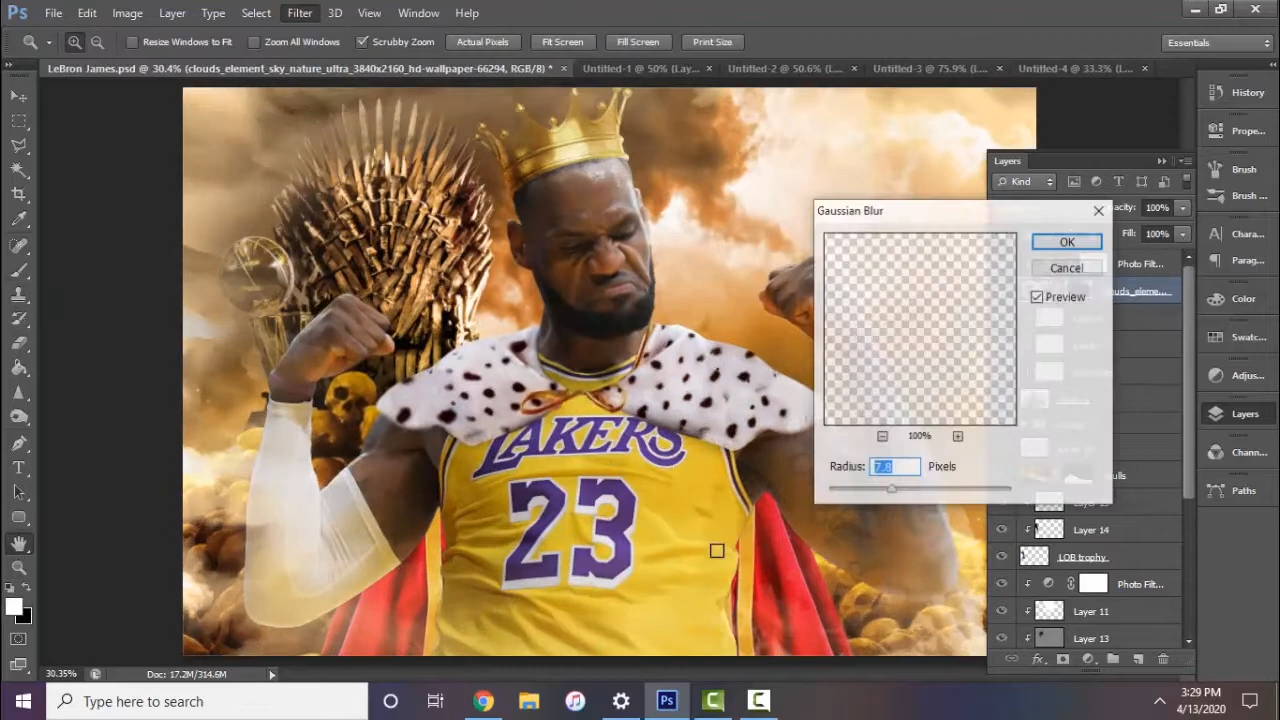 Ps File Edit Image Layer Type Select Filter 3D View Window Help
Resize Windows to Fit Zoom All Windows Scrubby Zoom Actual Pixels Fit Screen Fill Screen Print Size Essentials
LeBron James.psd @ 30.4% (clouds_element_sky_nature_ultra_3840x2160_hd-wallpaper-66294, RGB/8) * Untitled-1 @ 50% (Lay... Untitled-2 @ 50.6% (L... Untitled-3 @ 75.9% (L... Untitled-4 @ 33.3% (L...
History
Prope...
Brush
Brush ...
Chara...
Parag...
Color
Swatc...
Adjus...
Layers
Chann...
Paths
Layers
Kind
100%
Fill: 100%
Photo Filt...
Gaussian Blur
OK
Cancel
Preview
100%
Radius: 7.8 Pixels
Layer 14
LOB trophy
Photo Filt...
Layer 11
Layer 13
LAKERS
23
30.35% Doc: 17.2M/314.6M
Type here to search
Ps
3:29 PM
4/13/2020